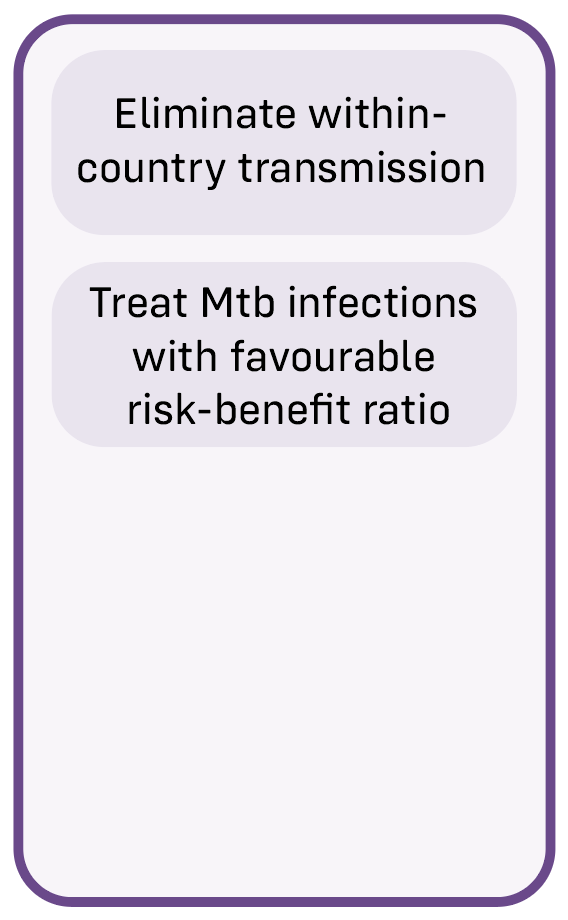 Eliminate within-
country transmission
Treat Mtb infections
with favourable
risk-benefit ratio